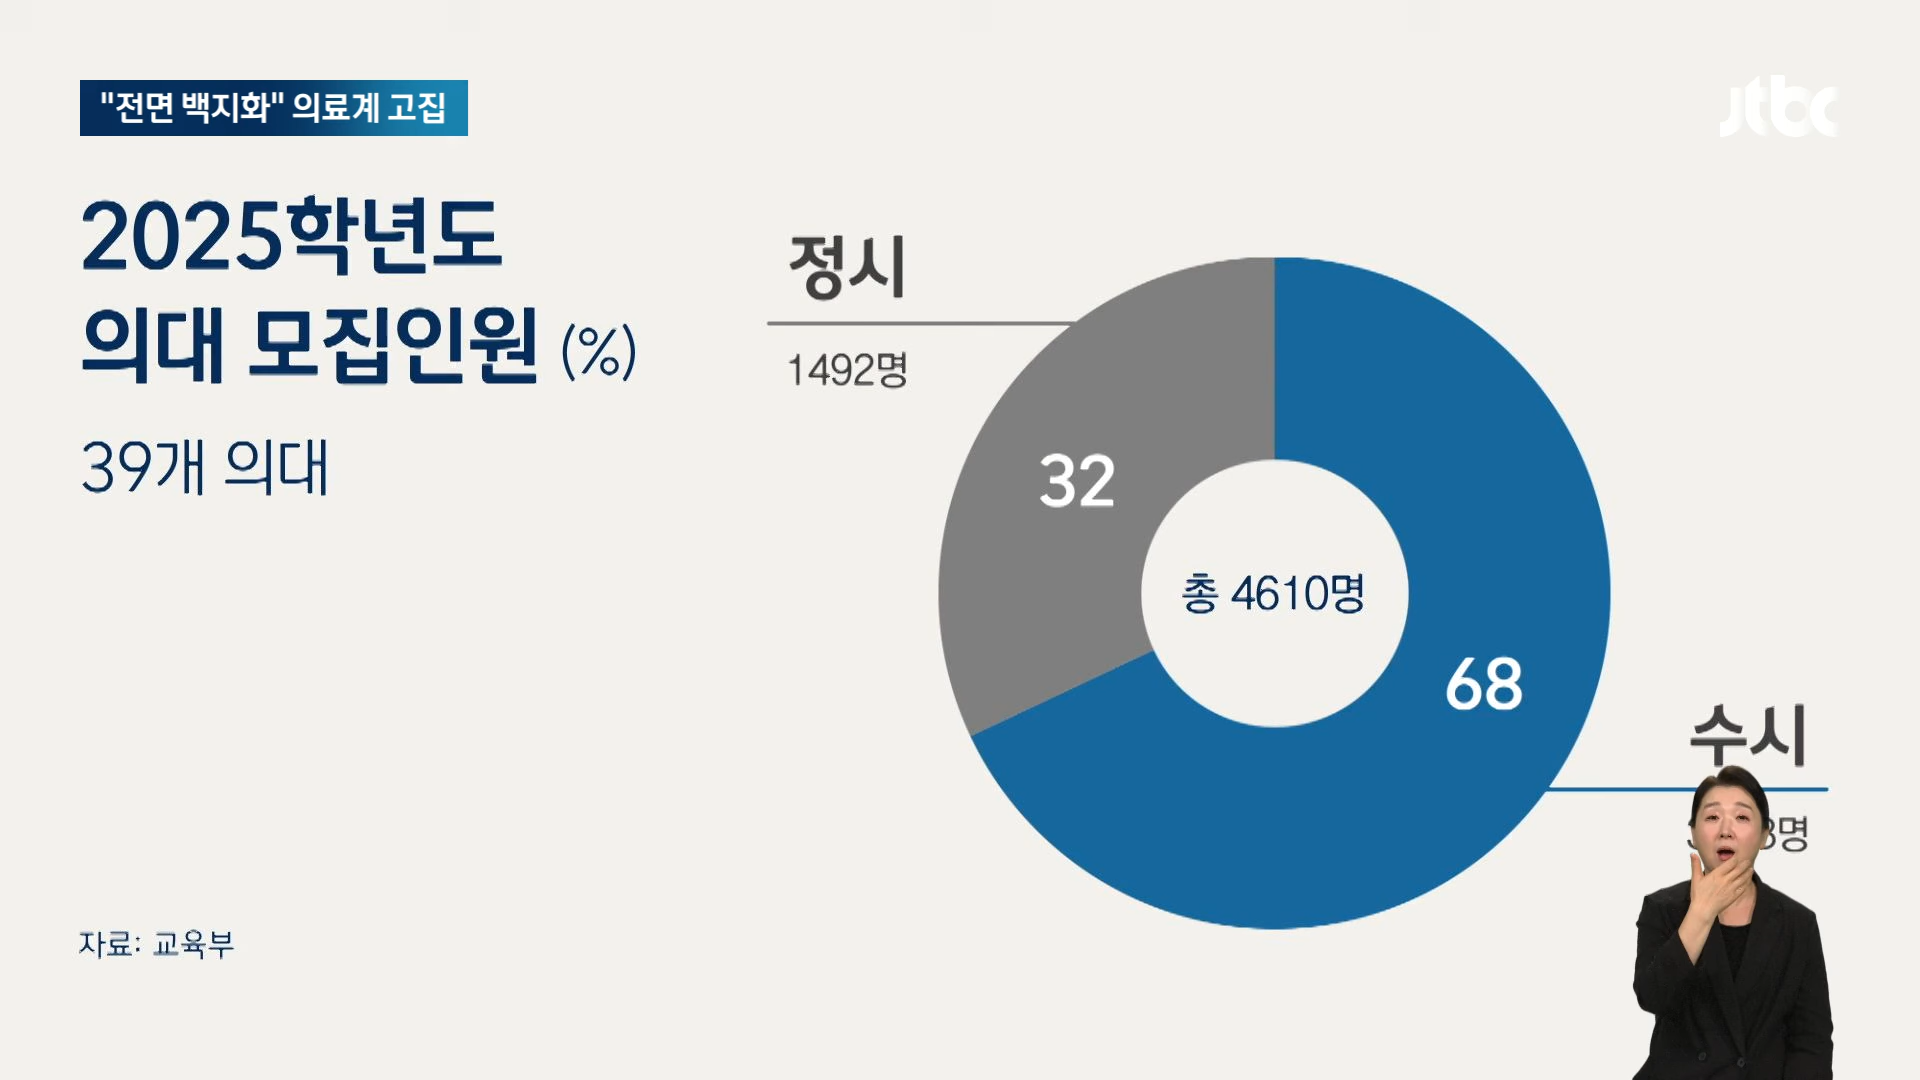 "전면 백지화" 의료계 고집
jtbc
2025학년도
의대 모집인원 (%)
39개 의대
정시
1492명
32
총 4610명
68
수시
자료: 교육부